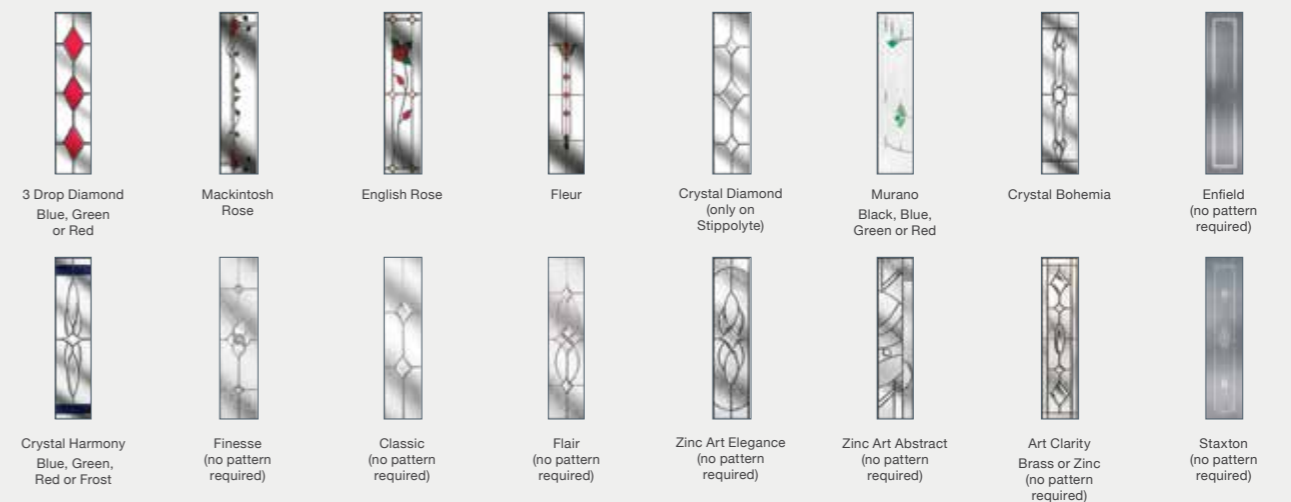 3 Drop Diamond
Blue, Green
or Red
Mackintosh
Rose
English Rose
Fleur
Crystal Diamond
(only on
Stippolyte)
Murano
Black, Blue,
Green or Red
Crystal Bohemia
Enfield
(no pattern
required)
Crystal Harmony
Blue, Green,
Red or Frost
Finesse
(no pattern
required)
Classic
(no pattern
required)
Flair
(no pattern
required)
Zinc Art Elegance
(no pattern
required)
Zinc Art Abstract
(no pattern
required)
Art Clarity
Brass or Zinc
(no pattern
required)
Staxton
(no pattern
required)